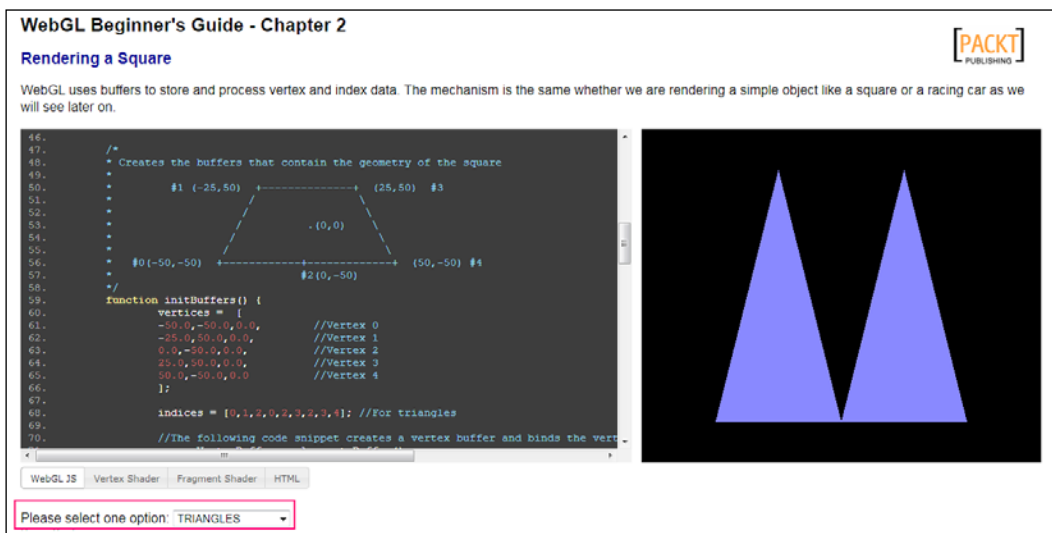 WebGL Beginner's Guide - Chapter 2
[PACKT]
PUBLISHING
Rendering a Square
WebGL uses buffers to store and process vertex and index data. The mechanism is the same whether we are rendering a simple object like a square or a racing car as we
will see later on.
46.
47. /*
48. * Creates the buffers that contain the geometry of the square
49. *
50. * #1 (-25,50) +--------------+ (25,50) #3
51. * / \
52. * / \
53. * / .(0,0) \
54. * / \
55. * / \
56. * #0(-50,-50) +------------+-------------+ (50,-50) #4
57. * #2(0,-50)
58. */
59. function initBuffers() {
60. vertices = [
61. -50.0,-50.0,0.0, //Vertex 0
62. -25.0,50.0,0.0, //Vertex 1
63. 0.0,-50.0,0.0, //Vertex 2
64. 25.0,50.0,0.0, //Vertex 3
65. 50.0,-50.0,0.0 //Vertex 4
66. ];
67.
68. indices = [0,1,2,0,2,3,2,3,4]; //For triangles
69.
70. //The following code snippet creates a vertex buffer and binds the vert
WebGL JS Vertex Shader Fragment Shader HTML
Please select one option: TRIANGLES